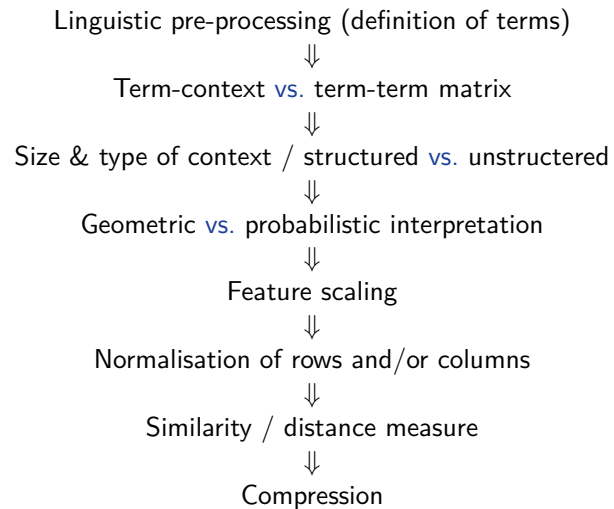 Linguistic pre-processing (definition of terms)
⇓
Term-context vs. term-term matrix
⇓
Size & type of context / structured vs. unstructered
⇓
Geometric vs. probabilistic interpretation
⇓
Feature scaling
⇓
Normalisation of rows and/or columns
⇓
Similarity / distance measure
⇓
Compression